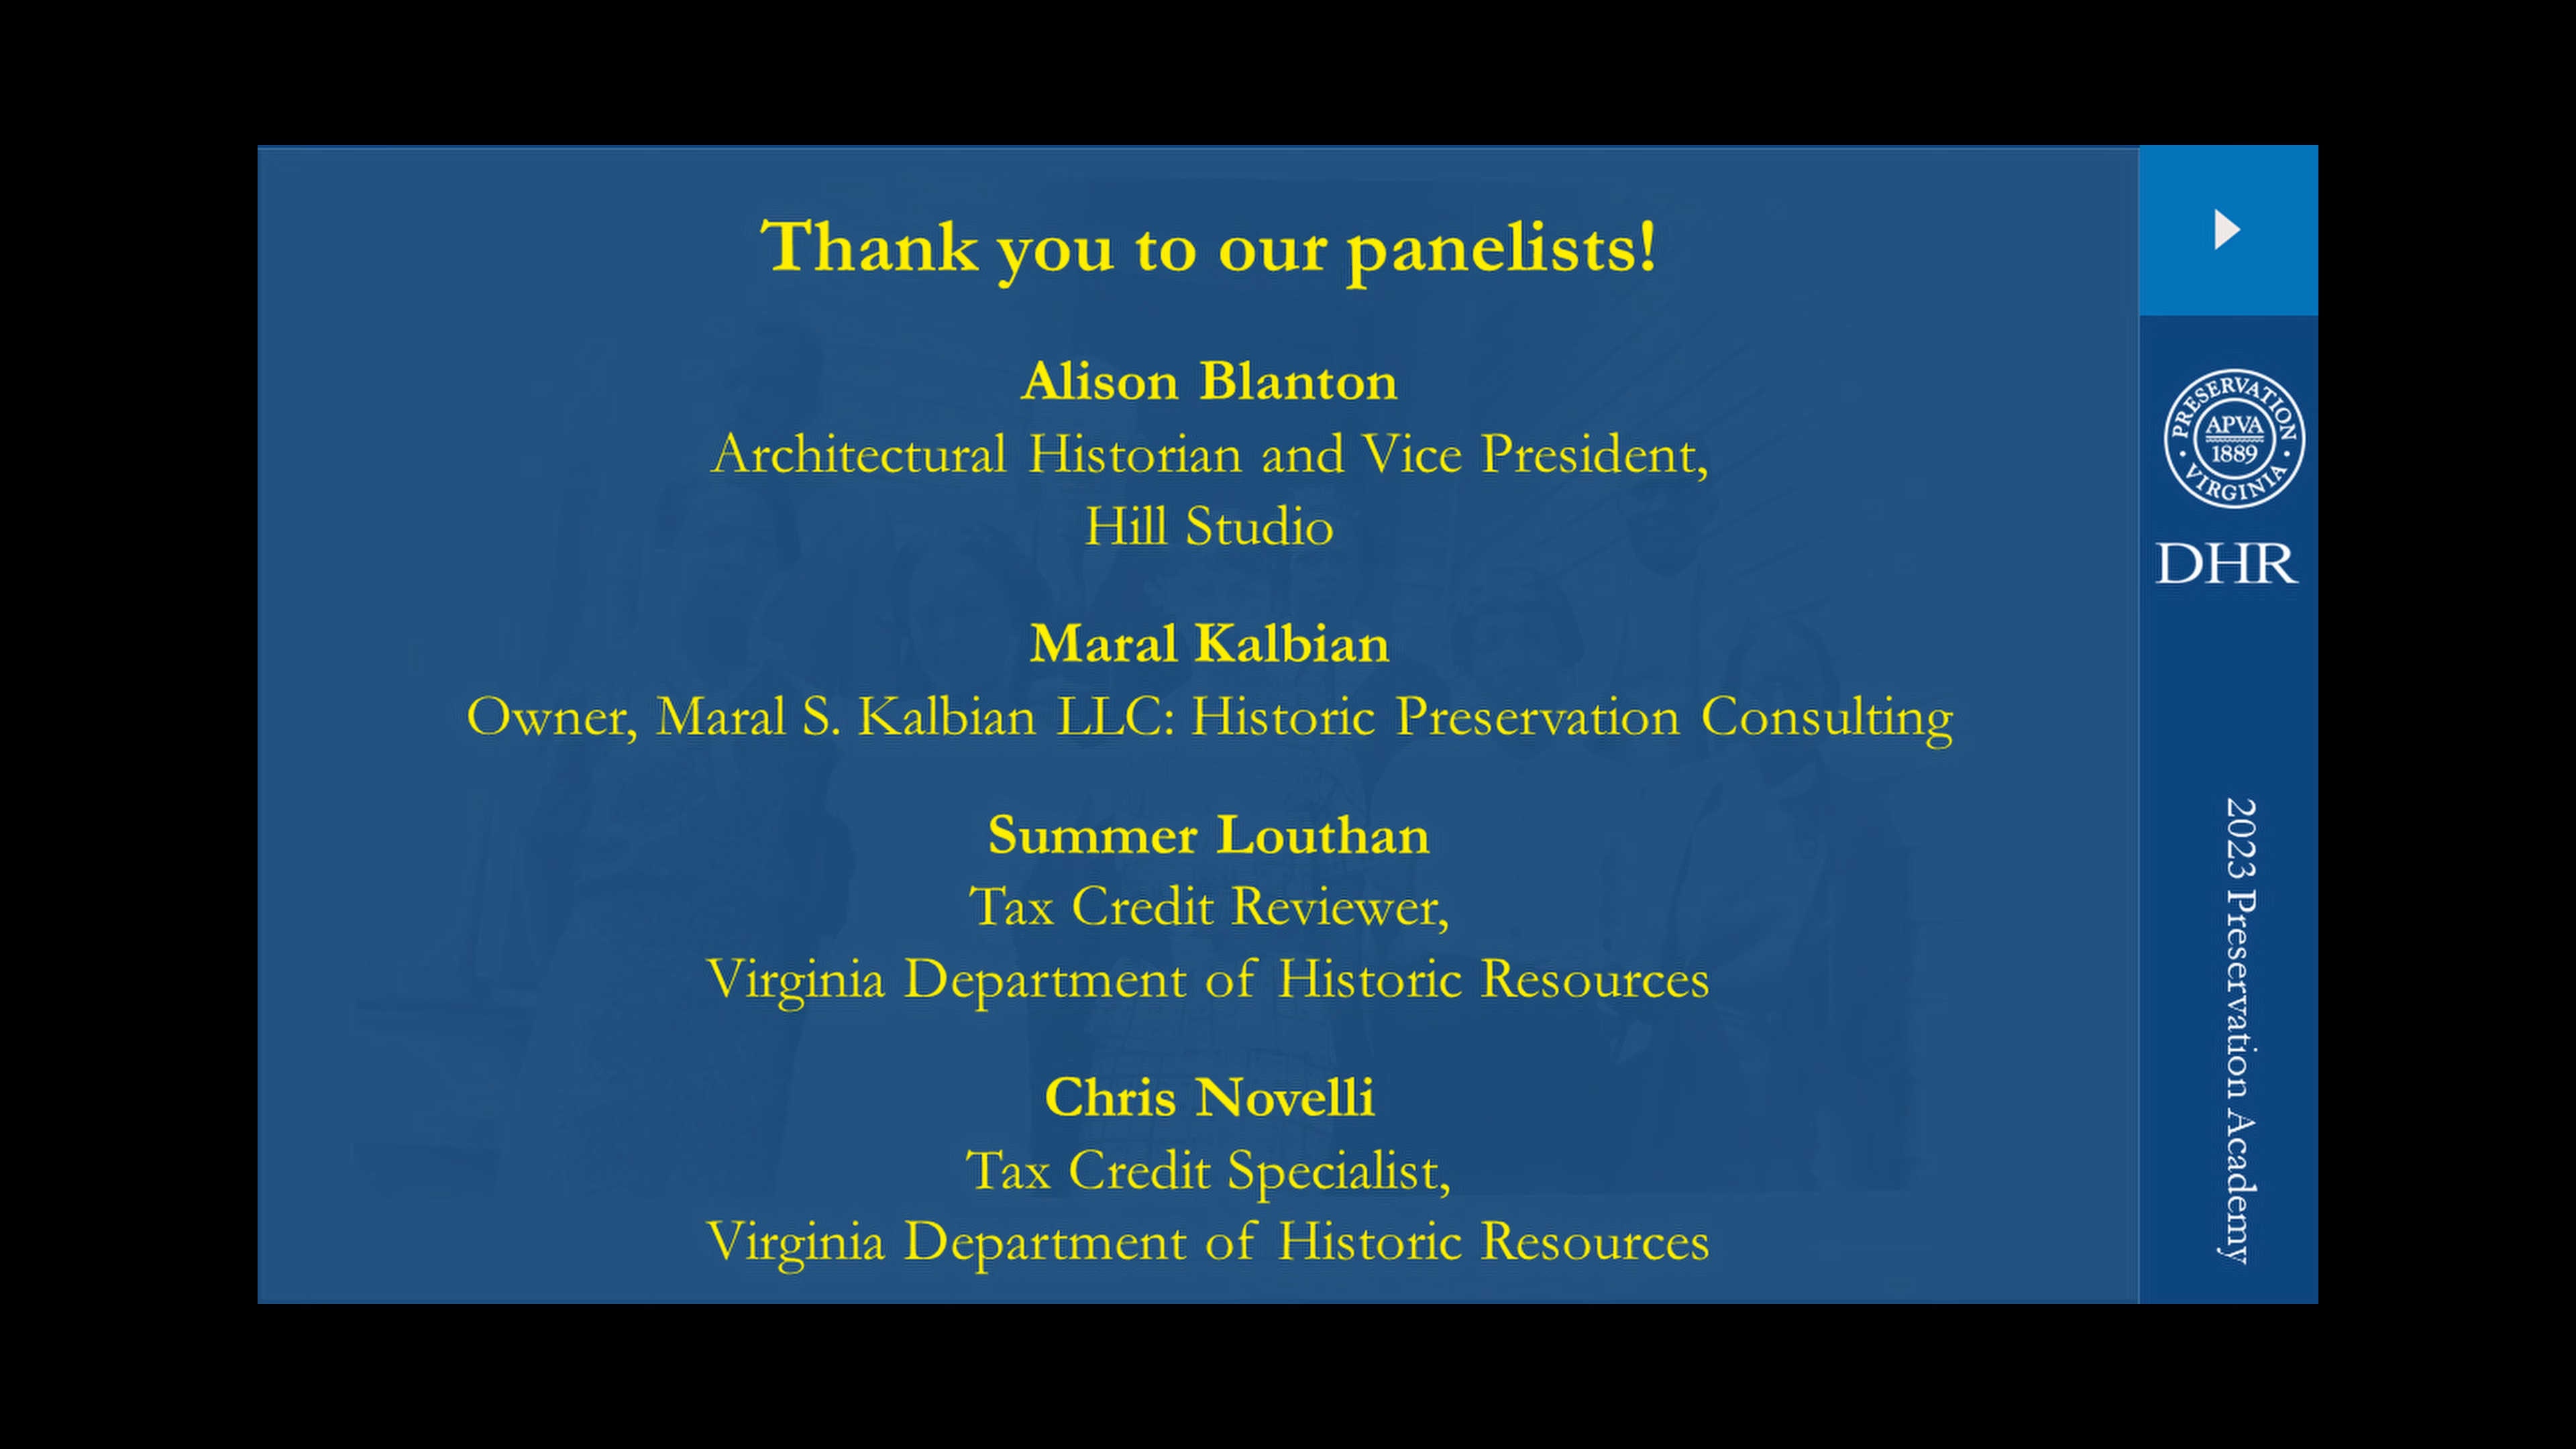 Thank you to our panelists!
Alison Blanton
Architectural Historian and Vice President,
Hill Studio
Maral Kalbian
Owner, Maral S. Kalbian LLC: Historic Preservation Consulting
Summer Louthan
Tax Credit Reviewer,
Virginia Department of Historic Resources
Chris Novelli
Tax Credit Specialist,
Virginia Department of Historic Resources
PRESERVATION
APVA
1889
VIRGINIA
DHR
2023 Preservation Academy